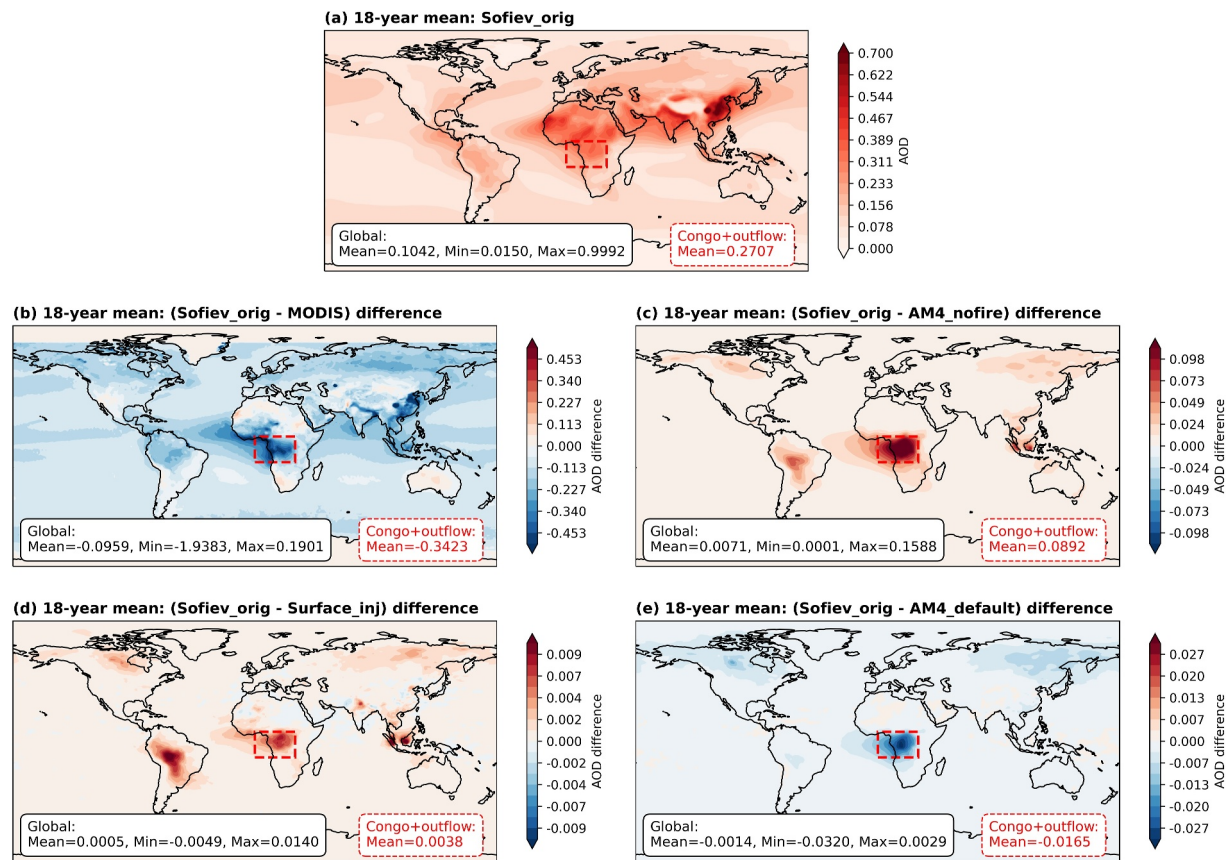 (a) 18-year mean: Sofiev_orig
0.700
0.622
0.544
0.467
0.389
0.311
0.233
0.156
0.078
0.000
AOD
Global:
Mean=0.1042, Min=0.0150, Max=0.9992
Congo+outflow:
Mean=0.2707
(b) 18-year mean: (Sofiev_orig - MODIS) difference
0.453
0.340
0.227
0.113
0.000
-0.113
-0.227
-0.340
-0.453
AOD difference
Global:
Mean=-0.0959, Min=-1.9383, Max=0.1901
Congo+outflow:
Mean=-0.3423
(c) 18-year mean: (Sofiev_orig - AM4_nofire) difference
0.098
0.073
0.049
0.024
0.000
-0.024
-0.049
-0.073
-0.098
AOD difference
Global:
Mean=0.0071, Min=0.0001, Max=0.1588
Congo+outflow:
Mean=0.0892
(d) 18-year mean: (Sofiev_orig - Surface_inj) difference
0.009
0.007
0.004
0.002
0.000
-0.002
-0.004
-0.007
-0.009
AOD difference
Global:
Mean=0.0005, Min=-0.0049, Max=0.0140
Congo+outflow:
Mean=0.0038
(e) 18-year mean: (Sofiev_orig - AM4_default) difference
0.027
0.020
0.013
0.007
0.000
-0.007
-0.013
-0.020
-0.027
AOD difference
Global:
Mean=-0.0014, Min=-0.0320, Max=0.0029
Congo+outflow:
Mean=-0.0165